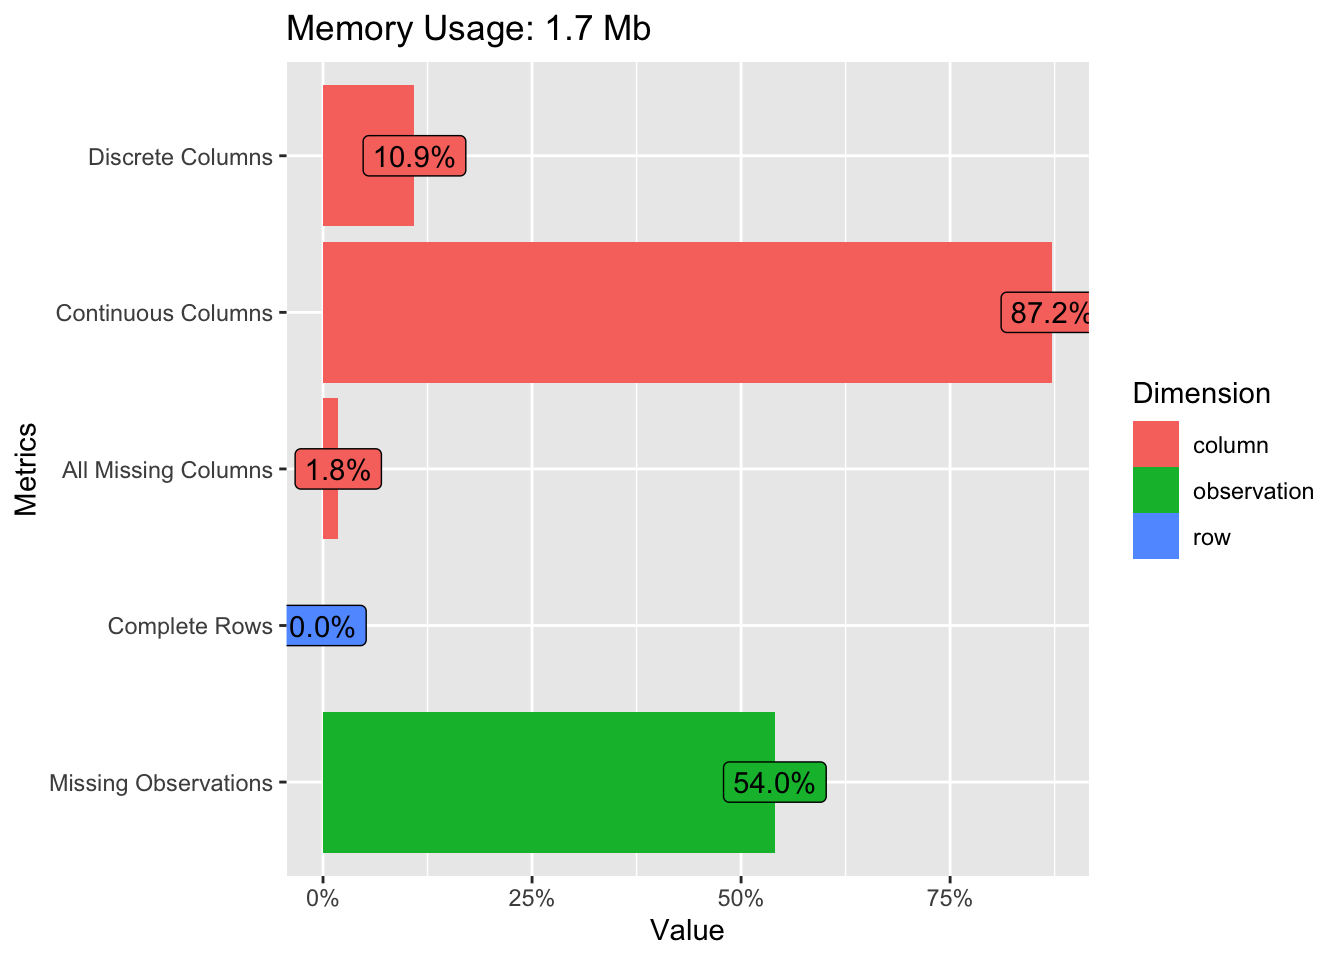 Memory Usage: 1.7 Mb
Discrete Columns
10.9%
Continuous Columns
87.2%
All Missing Columns
1.8%
Complete Rows
0.0%
Missing Observations
54.0%
0%
25%
50%
75%
Value
Metrics
Dimension
column
observation
row